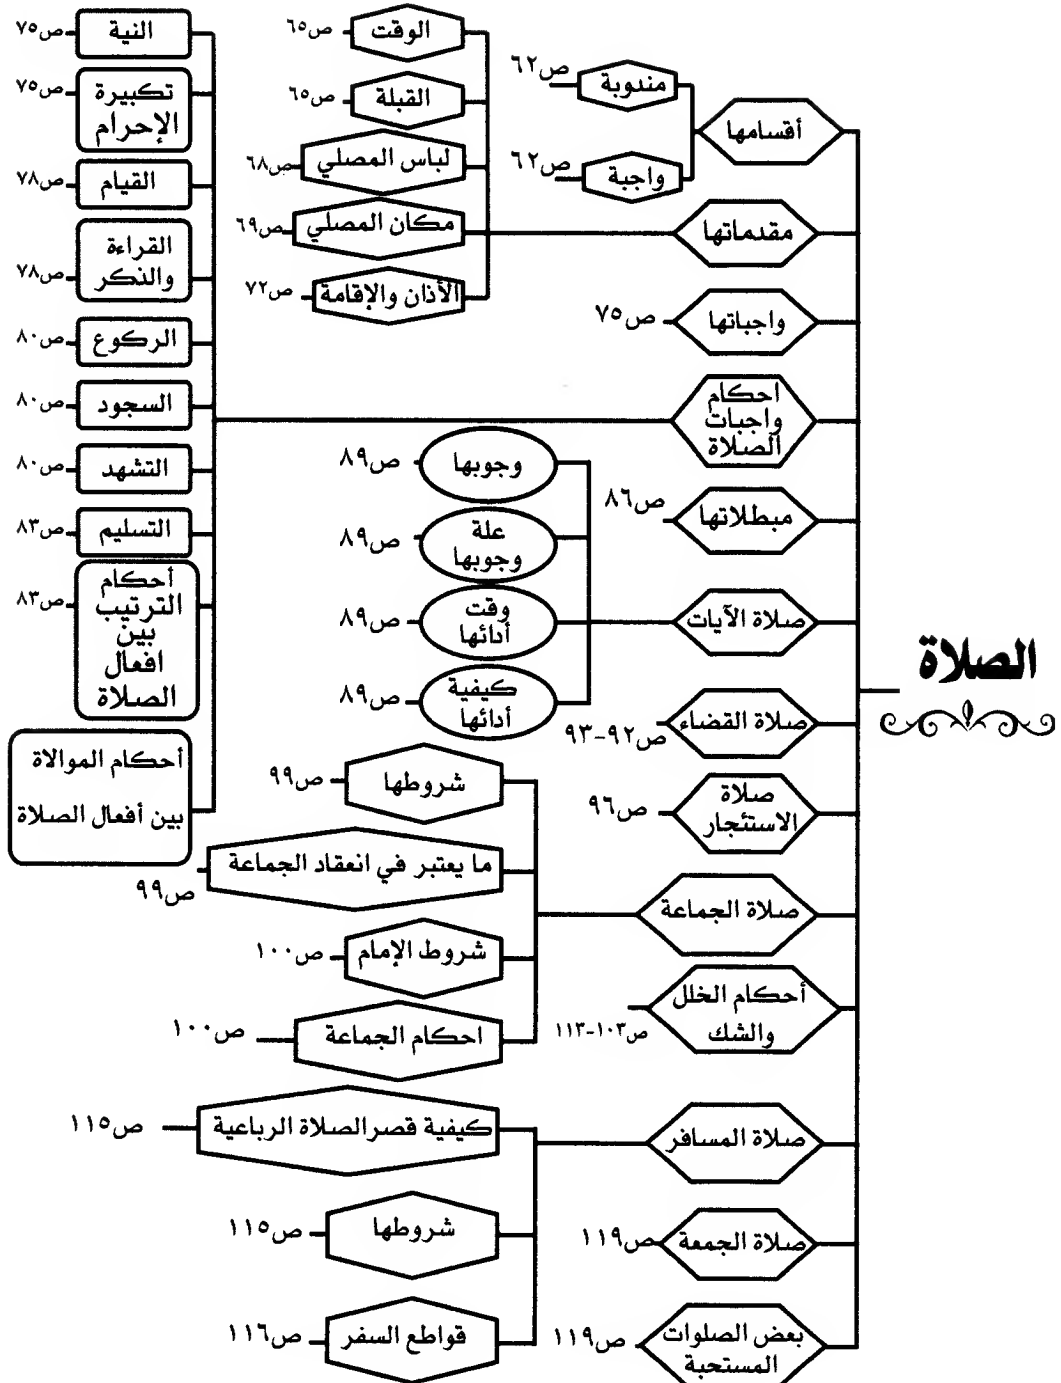 الصلاة
أقسامها
مندوبة
ص٦٢
واجبة
ص٦٢
مقدماتها
الوقت
ص٦٥
القبلة
ص٦٥
لباس المصلي
ص٦٨
مكان المصلي
ص٦٩
الأذان والإقامة
ص٧٢
واجباتها
ص٧٥
احكام
واجبات
الصلاة
النية
ص٧٥
تكبيرة
الإحرام
ص٧٥
القيام
ص٧٨
القراءة
والذكر
ص٧٨
الركوع
ص٨٠
السجود
ص٨٠
التشهد
ص٨٠
التسليم
ص٨٣
أحكام
الترتيب
بين
افعال
الصلاة
ص٨٣
أحكام الموالاة
بين أفعال الصلاة
مبطلاتها
ص٨٦
صلاة الآيات
وجوبها
ص٨٩
علة
وجوبها
ص٨٩
وقت
أدائها
ص٨٩
كيفية
أدائها
ص٨٩
صلاة القضاء
ص٩٢-٩٣
صلاة
الاستئجار
ص٩٦
صلاة الجماعة
شروطها
ص٩٩
ما يعتبر في انعقاد الجماعة
ص٩٩
شروط الإمام
ص١٠٠
احكام الجماعة
ص١٠٠
أحكام الخلل
والشك
ص١٠٣-١١٣
صلاة المسافر
كيفية قصرالصلاة الرباعية
ص١١٥
شروطها
ص١١٥
قواطع السفر
ص١١٦
صلاة الجمعة
ص١١٩
بعض الصلوات
المستحبة
ص١١٩